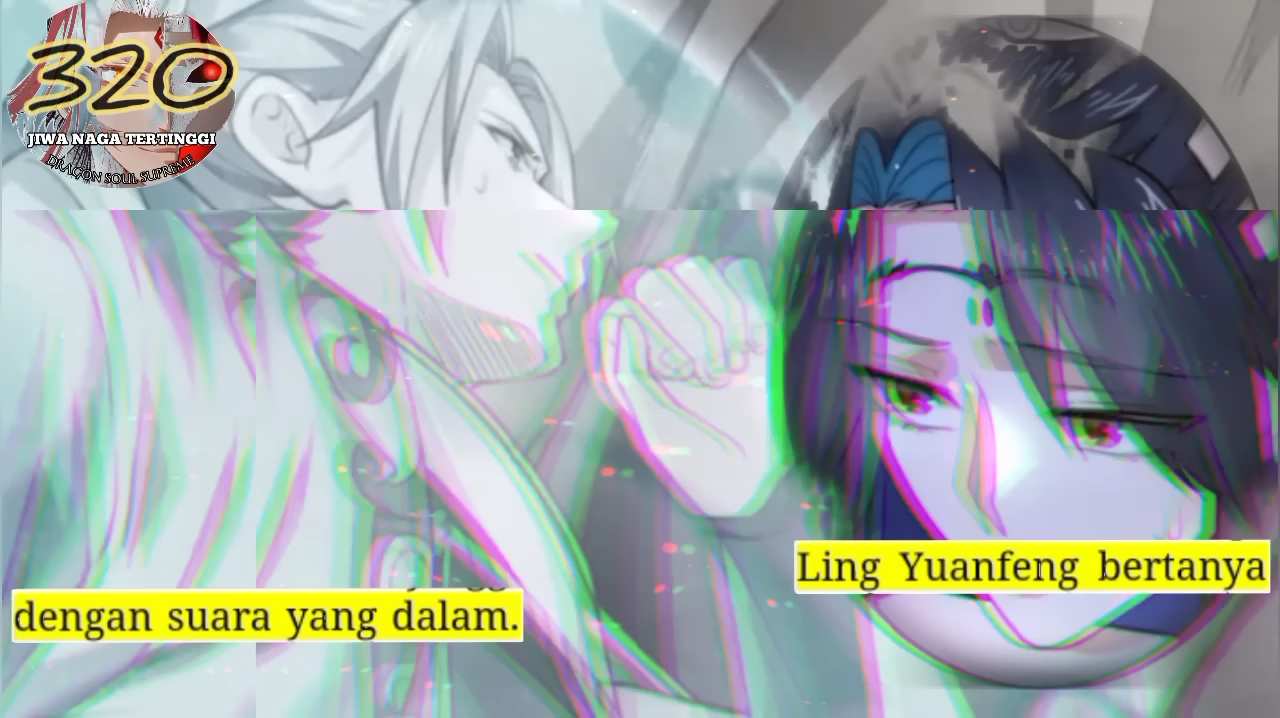 320
JIWA NAGA TERTINGGI
DRAGON SOUL SUPREME
Ling Yuanfeng bertanya
dengan suara yang dalam.